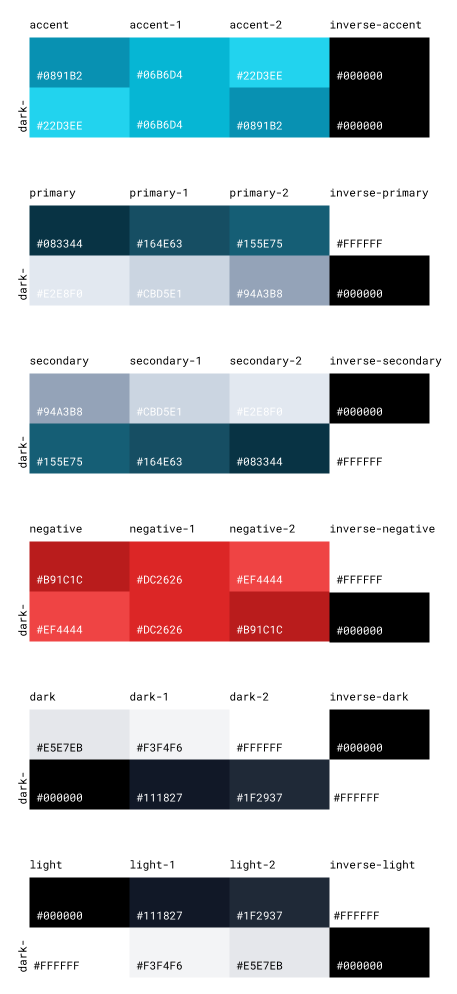 accent accent-1 accent-2 inverse-accent
#0891B2 #06B6D4 #22D3EE #000000
dark-
#22D3EE #06B6D4 #0891B2 #000000
primary primary-1 primary-2 inverse-primary
#083344 #164E63 #155E75 #FFFFFF
dark-
#E2E8F0 #CBD5E1 #94A3B8 #000000
secondary secondary-1 secondary-2 inverse-secondary
#94A3B8 #CBD5E1 #E2E8F0 #000000
dark-
#155E75 #164E63 #083344 #FFFFFF
negative negative-1 negative-2 inverse-negative
#B91C1C #DC2626 #EF4444 #FFFFFF
dark-
#EF4444 #DC2626 #B91C1C #000000
dark dark-1 dark-2 inverse-dark
#E5E7EB #F3F4F6 #FFFFFF #000000
dark-
#000000 #111827 #1F2937 #FFFFFF
light light-1 light-2 inverse-light
#000000 #111827 #1F2937 #FFFFFF
dark-
#FFFFFF #F3F4F6 #E5E7EB #000000